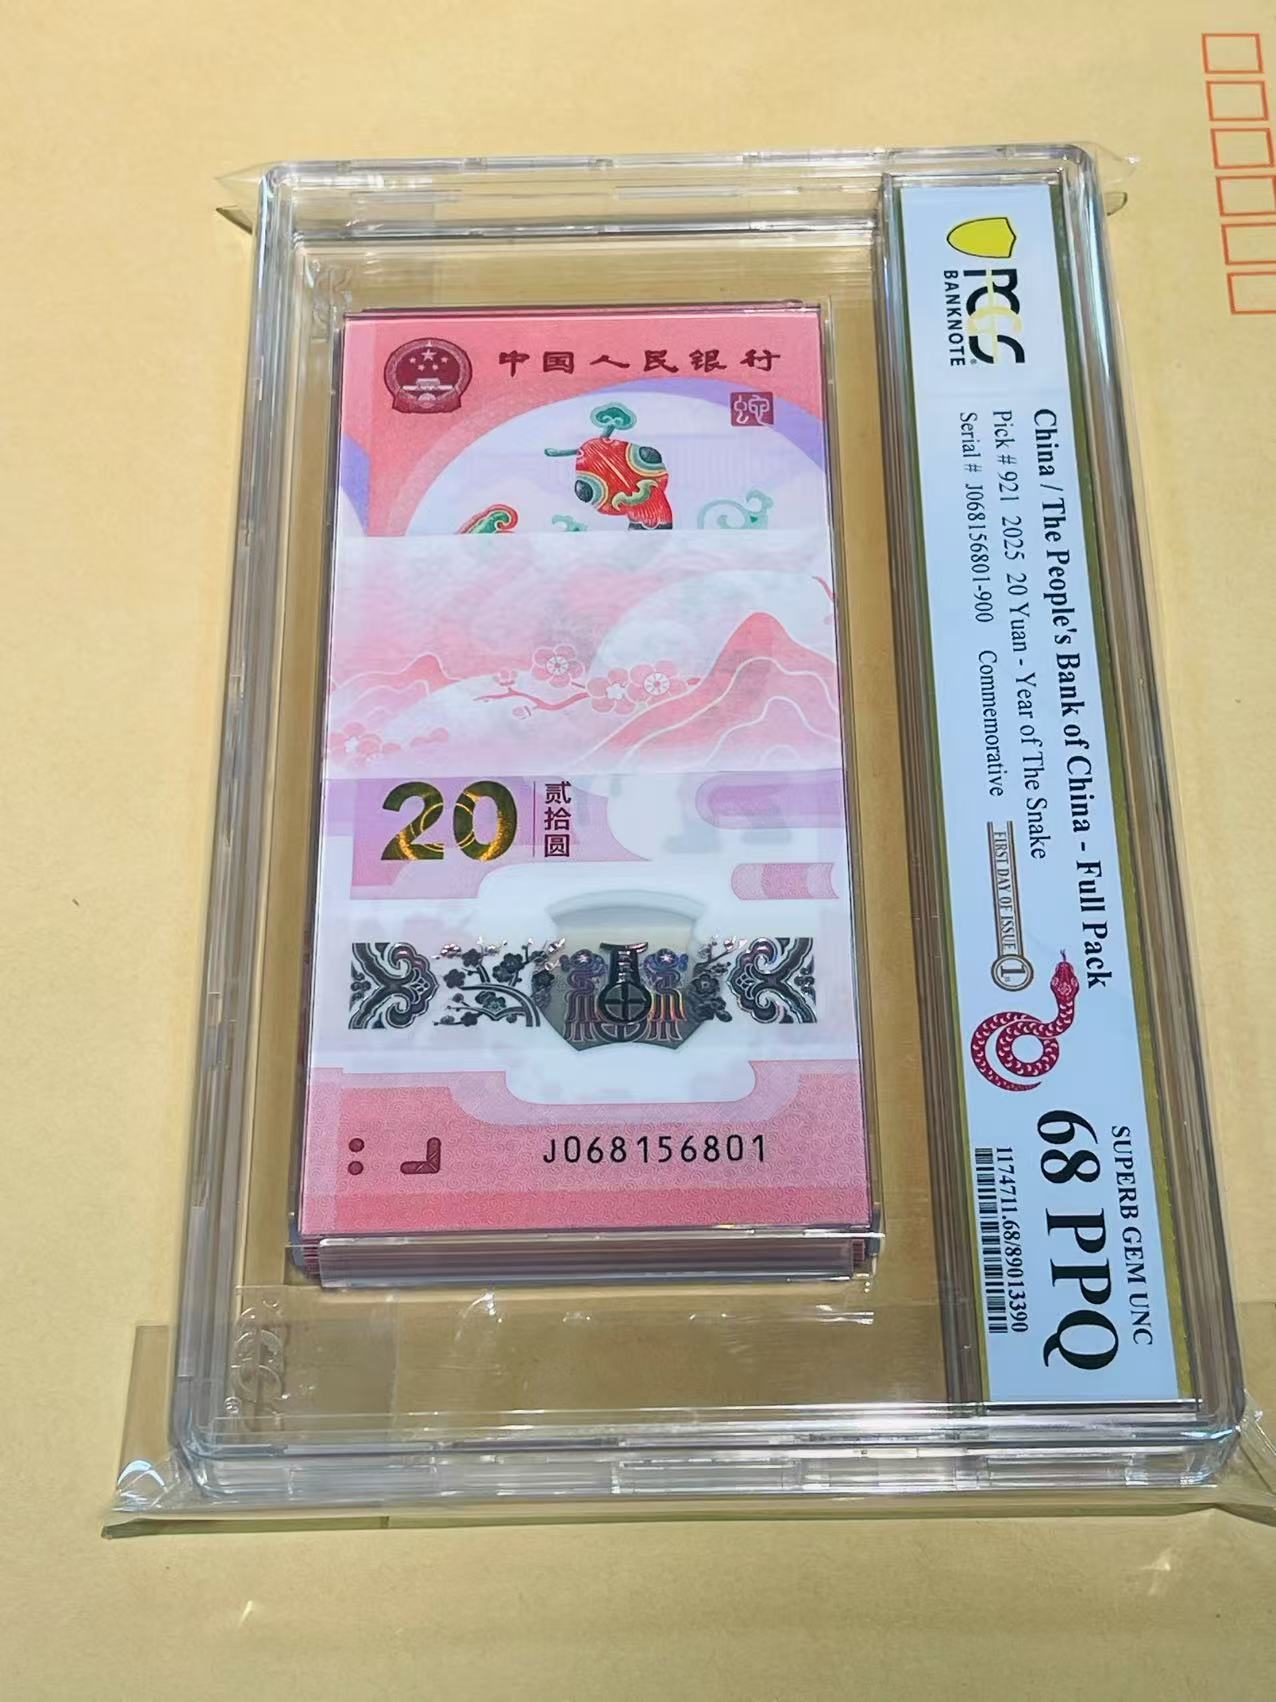 中国人民银行
蛇
20
贰拾圆
J068156801
PCGS
BANKNOTE
China / The People's Bank of China - Full Pack
Pick # 921 2025 20 Yuan - Year of The Snake
Serial # J068156801-900 Commemorative
FIRST DAY OF ISSUE 1
SUPERB GEM UNC
68 PPQ
1174711.68/89013390